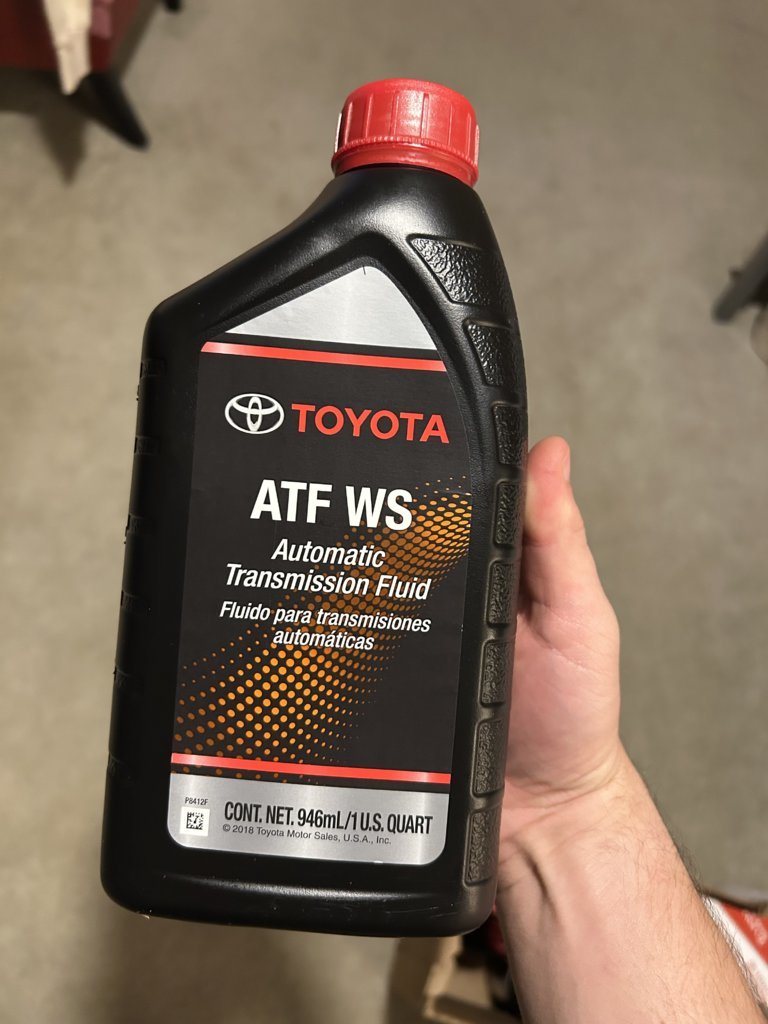 TOYOTA
ATF WS
Automatic
Transmission Fluid
Fluido para transmisiones
automáticas
P8412F
CONT. NET. 946mL/1 U.S. QUART
© 2018 Toyota Motor Sales, U.S.A., Inc.